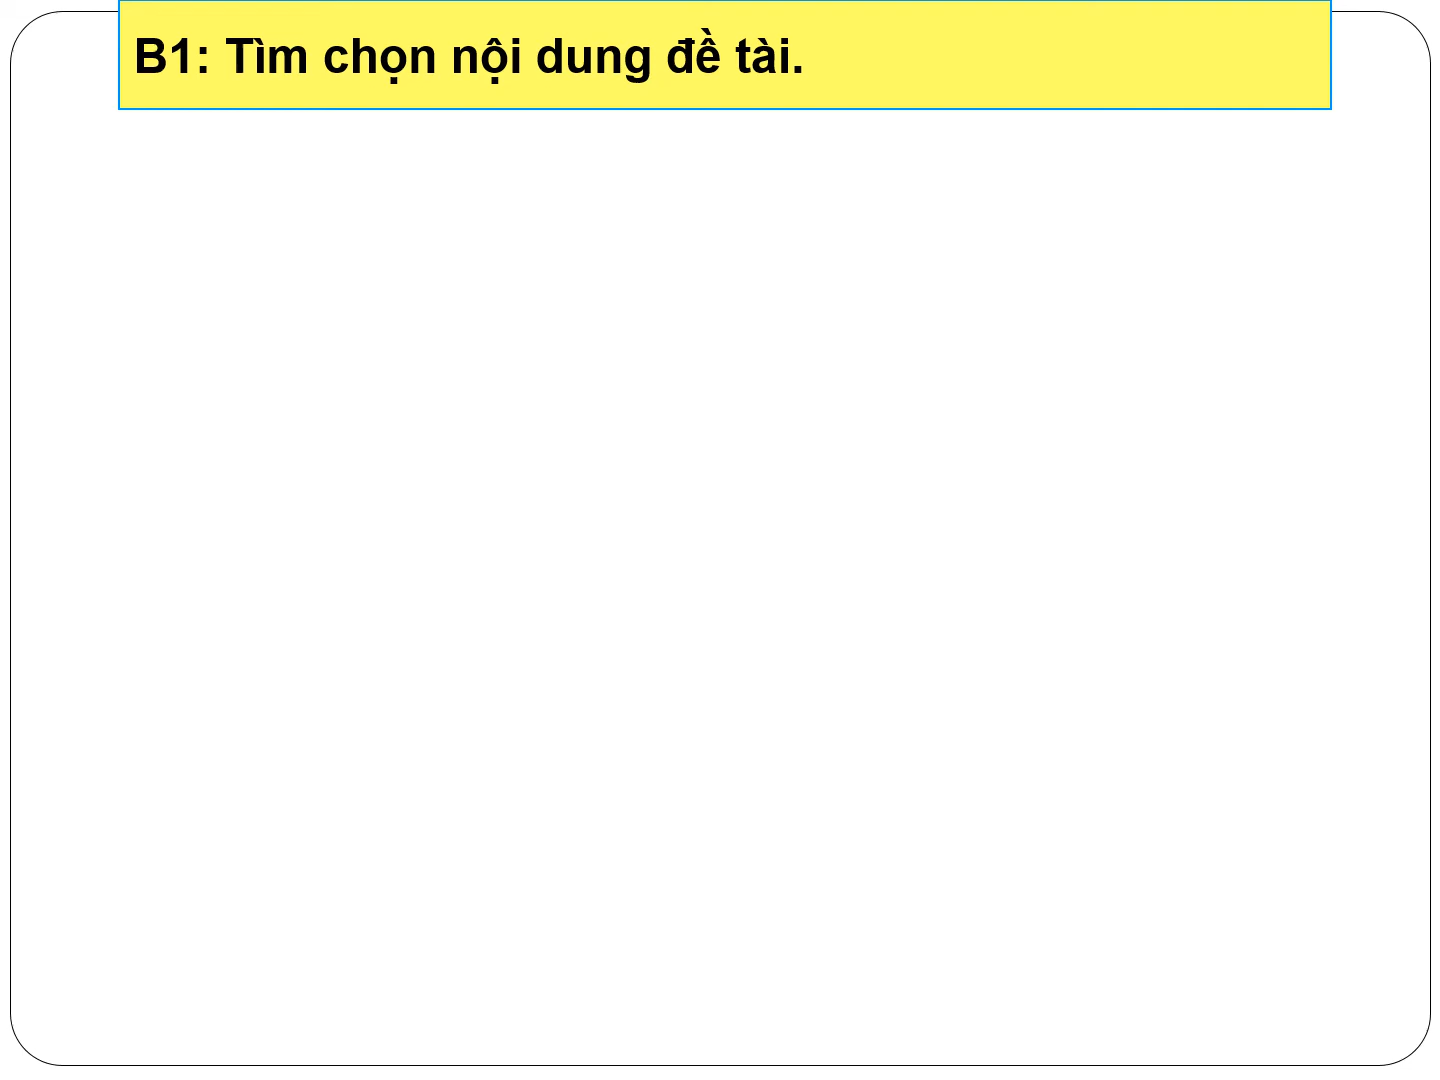 B1: Tìm chọn nội dung đề tài.